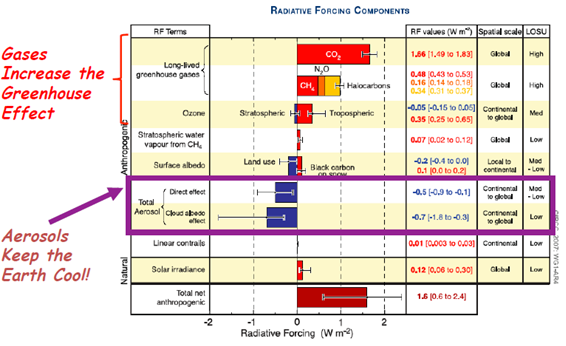 RADIATIVE FORCING COMPONENTS
Gases
Increase the
Greenhouse
Effect
Aerosols
Keep the
Earth Cool!
RF Terms
RF values (W m⁻²)
Spatial scale
LOSU
Anthropogenic
Long-lived
greenhouse gases
CO₂
1.66 [1.49 to 1.83]
Global
High
N₂O
CH₄
Halocarbons
0.48 [0.43 to 0.53]
0.16 [0.14 to 0.18]
0.34 [0.31 to 0.37]
Global
High
Ozone
Stratospheric
Tropospheric
-0.05 [-0.15 to 0.05]
0.35 [0.25 to 0.65]
Continental
to global
Med
Stratospheric water
vapour from CH₄
0.07 [0.02 to 0.12]
Global
Low
Surface albedo
Land use
Black carbon
on snow
-0.2 [-0.4 to 0.0]
0.1 [0.0 to 0.2]
Local to
continental
Med
- Low
Total
Aerosol
Direct effect
-0.5 [-0.9 to -0.1]
Continental
to global
Med
- Low
Cloud albedo
effect
-0.7 [-1.8 to -0.3]
Continental
to global
Low
Linear contrails
0.01 [0.003 to 0.03]
Continental
Low
Natural
Solar irradiance
0.12 [0.06 to 0.30]
Global
Low
Total net
anthropogenic
1.6 [0.6 to 2.4]
-2 -1 0 1 2
Radiative Forcing (W m⁻²)